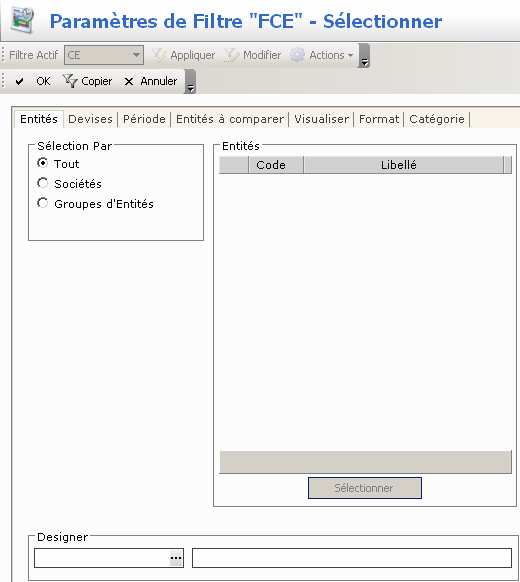 Paramètres de Filtre "FCE" - Sélectionner
Filtre Actif CE Appliquer Modifier Actions
OK Copier Annuler
Entités Devises Période Entités à comparer Visualiser Format Catégorie
Sélection Par
Tout
Sociétés
Groupes d'Entités
Entités
Code Libellé
Sélectionner
Designer
...